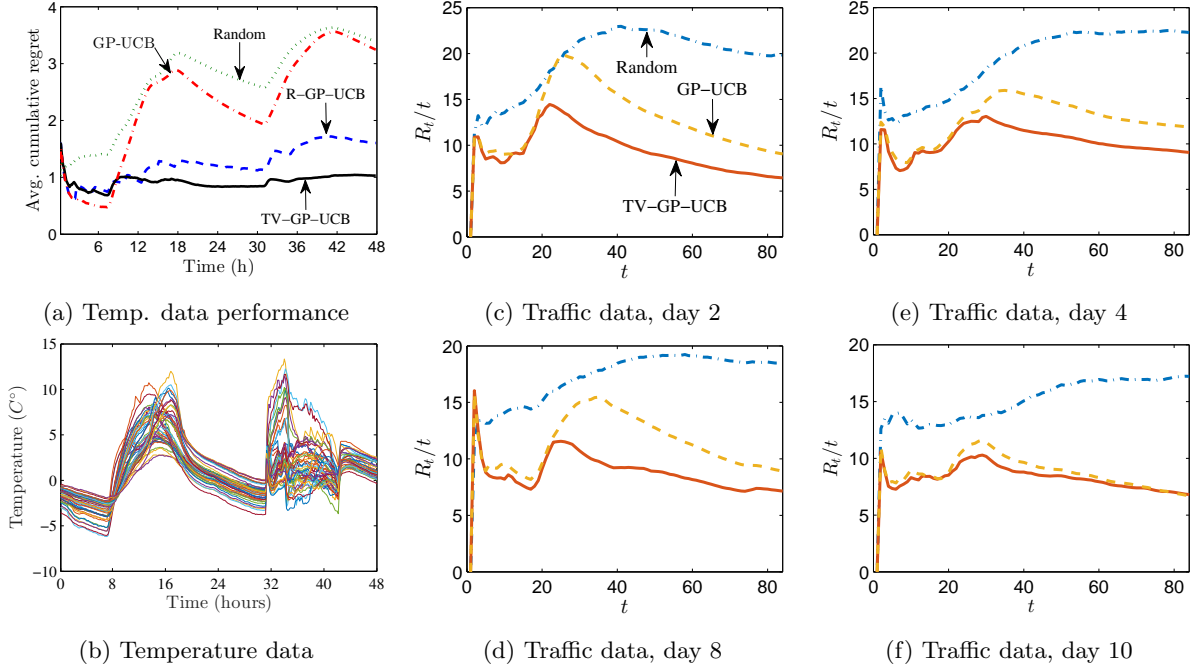 Avg. cumulative regret
4
3
2
1
0
GP-UCB
Random
R-GP-UCB
TV-GP-UCB
6 12 18 24 30 36 42 48
Time (h)
(a) Temp. data performance
R_t/t
25
20
15
10
5
0
Random
GP-UCB
TV-GP-UCB
0 20 40 60 80
t
(c) Traffic data, day 2
R_t/t
25
20
15
10
5
0
0 20 40 60 80
t
(e) Traffic data, day 4
Temperature (C°)
15
10
5
0
−5
−10
0 8 16 24 32 40 48
Time (hours)
(b) Temperature data
R_t/t
20
15
10
5
0
0 20 40 60 80
t
(d) Traffic data, day 8
R_t/t
20
15
10
5
0
0 20 40 60 80
t
(f) Traffic data, day 10